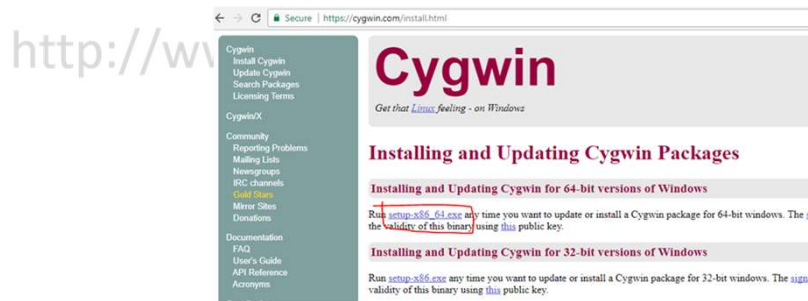 Secure | https://cygwin.com/install.html
http://w
Cygwin
Install Cygwin
Update Cygwin
Search Packages
Licensing Terms
Cygwin/X
Community
Reporting Problems
Mailing Lists
Newsgroups
IRC channels
Gold Stars
Mirror Sites
Donations
Documentation
FAQ
User's Guide
API Reference
Acronyms
Cygwin
Get that Linux feeling - on Windows
Installing and Updating Cygwin Packages
Installing and Updating Cygwin for 64-bit versions of Windows
Run setup-x86_64.exe any time you want to update or install a Cygwin package for 64-bit windows. The
the validity of this binary using this public key.
Installing and Updating Cygwin for 32-bit versions of Windows
Run setup-x86.exe any time you want to update or install a Cygwin package for 32-bit windows. The sign
validity of this binary using this public key.